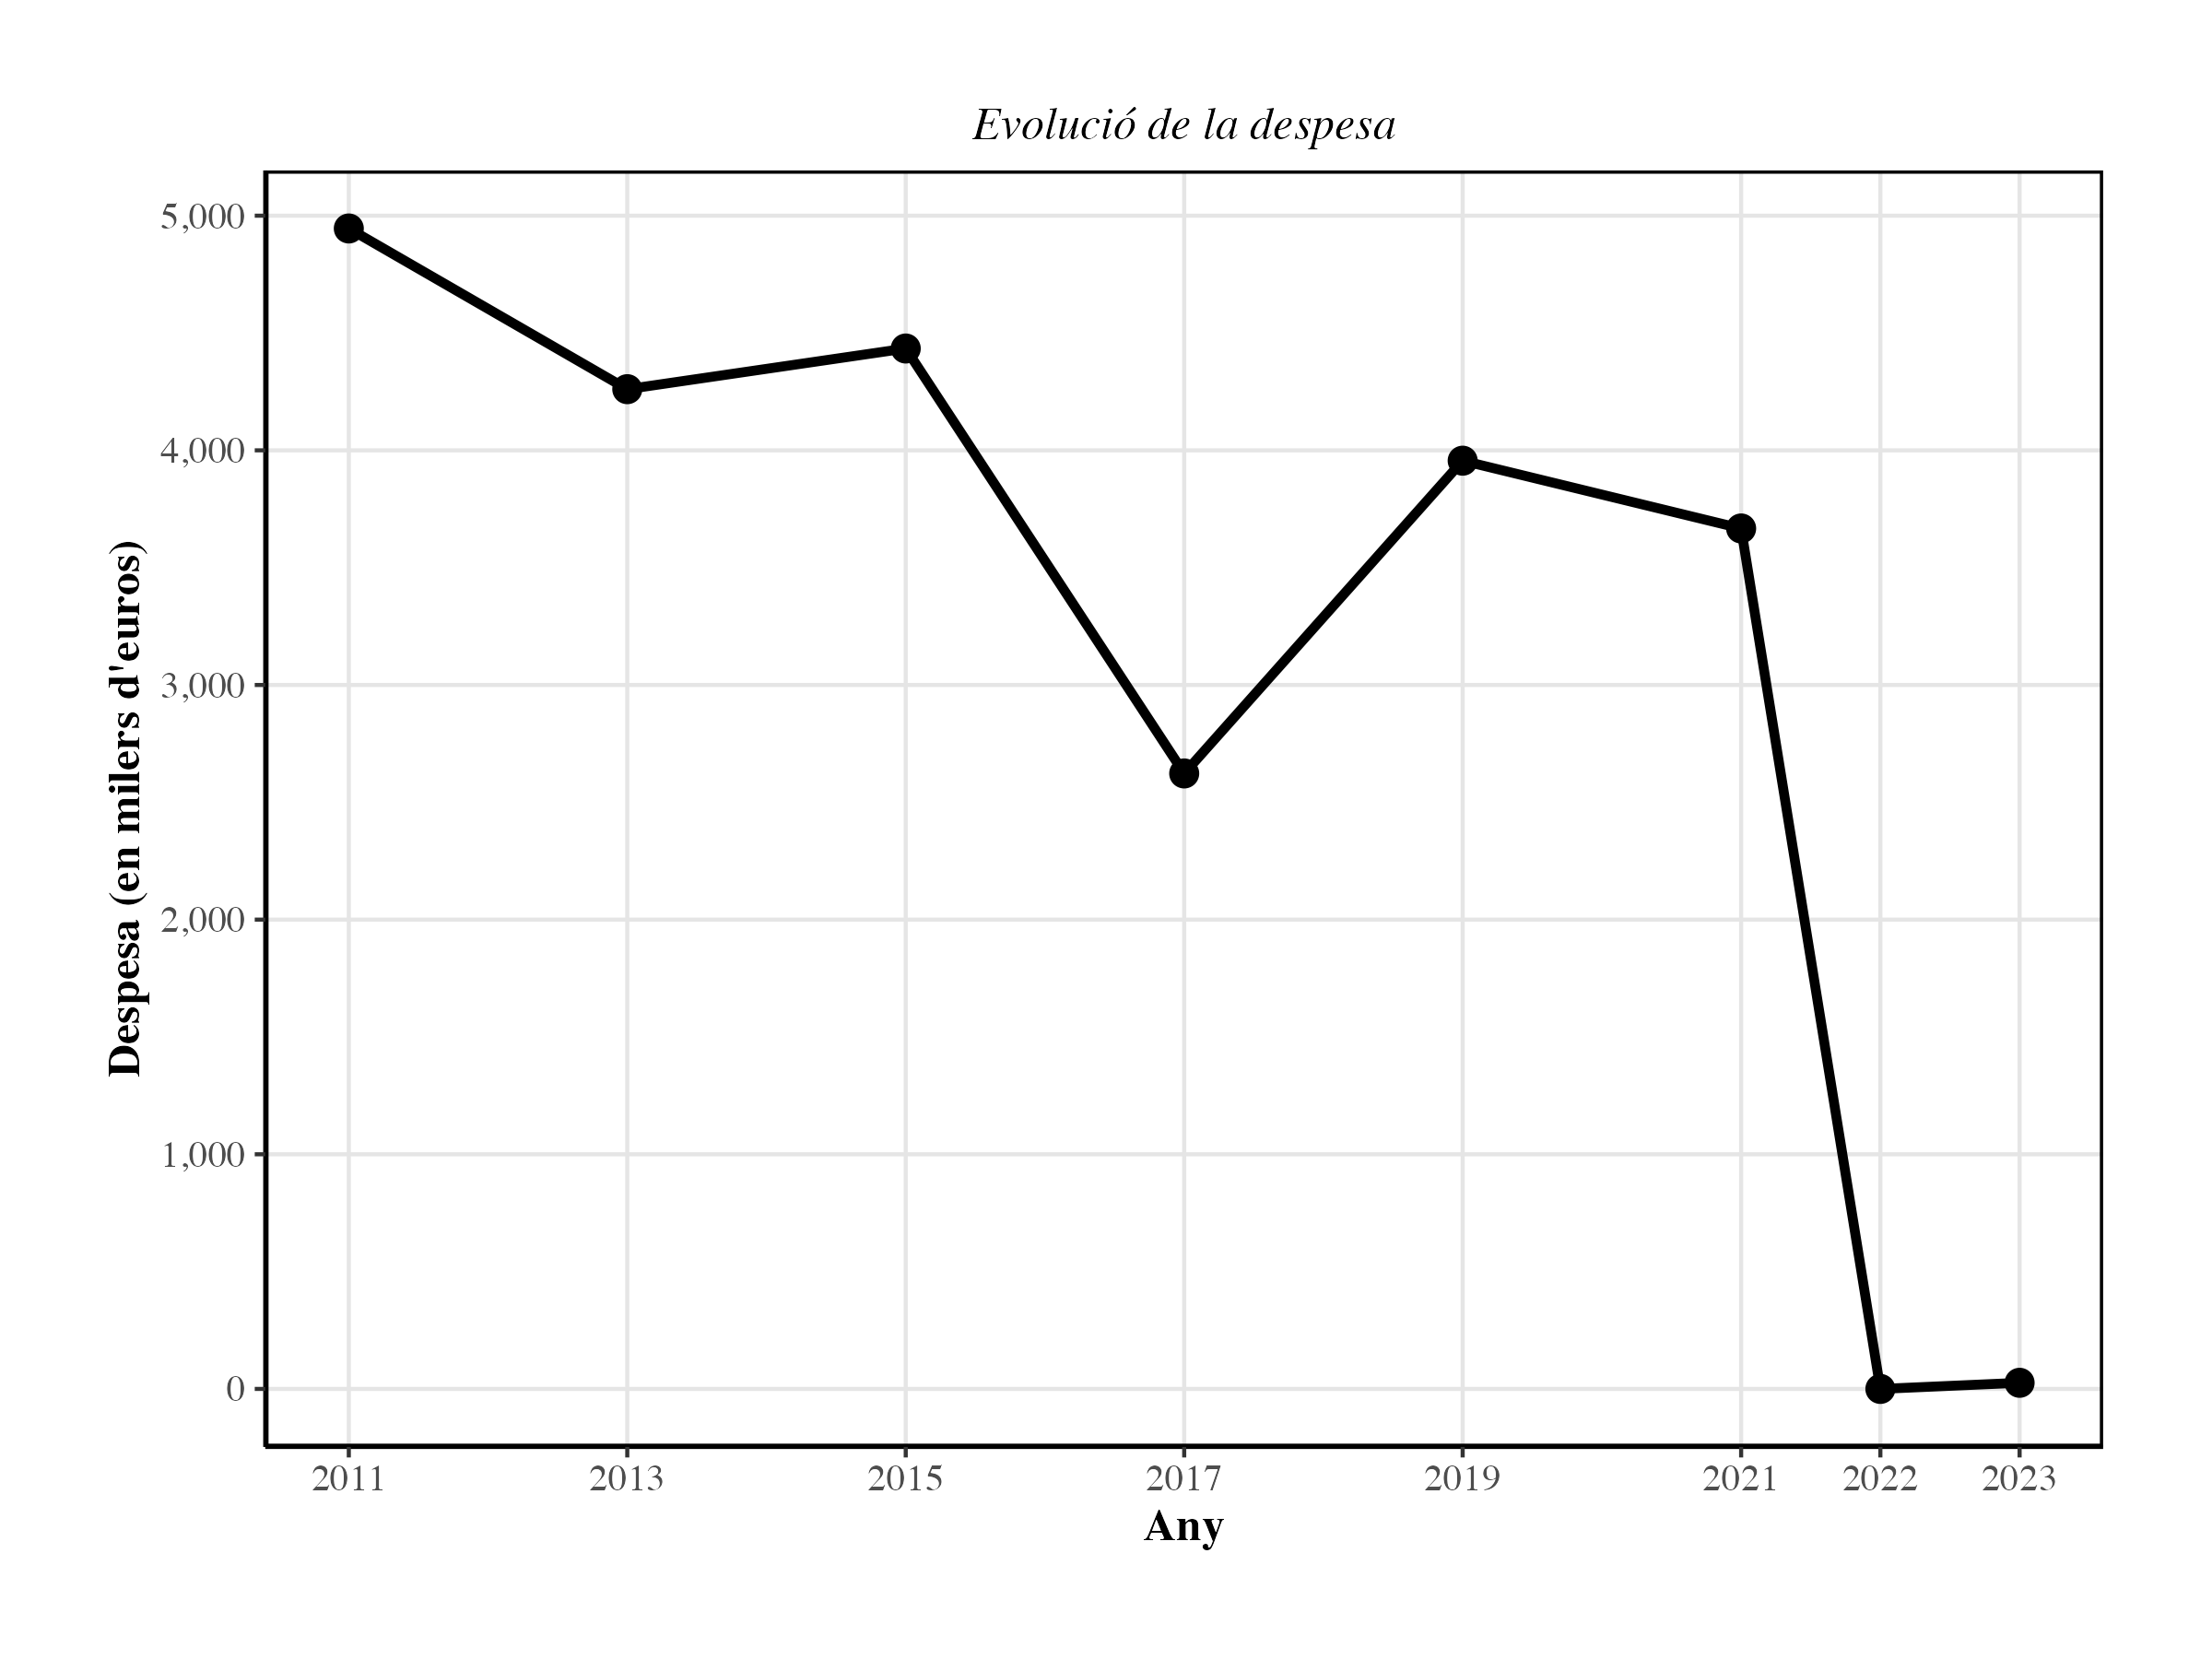 Evolució de la despesa
Despesa (en milers d'euros)
5,000
4,000
3,000
2,000
1,000
0
2011 2013 2015 2017 2019 2021 2022 2023
Any